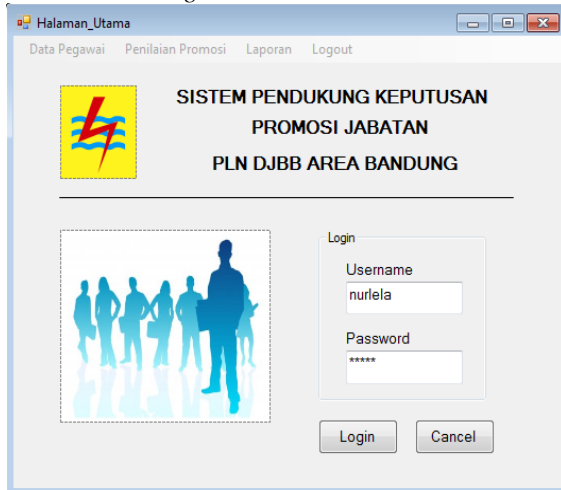 Halaman_Utama
Data Pegawai Penilaian Promosi Laporan Logout
SISTEM PENDUKUNG KEPUTUSAN
PROMOSI JABATAN
PLN DJBB AREA BANDUNG
Login
Username
nurlela
Password
*****
Login Cancel